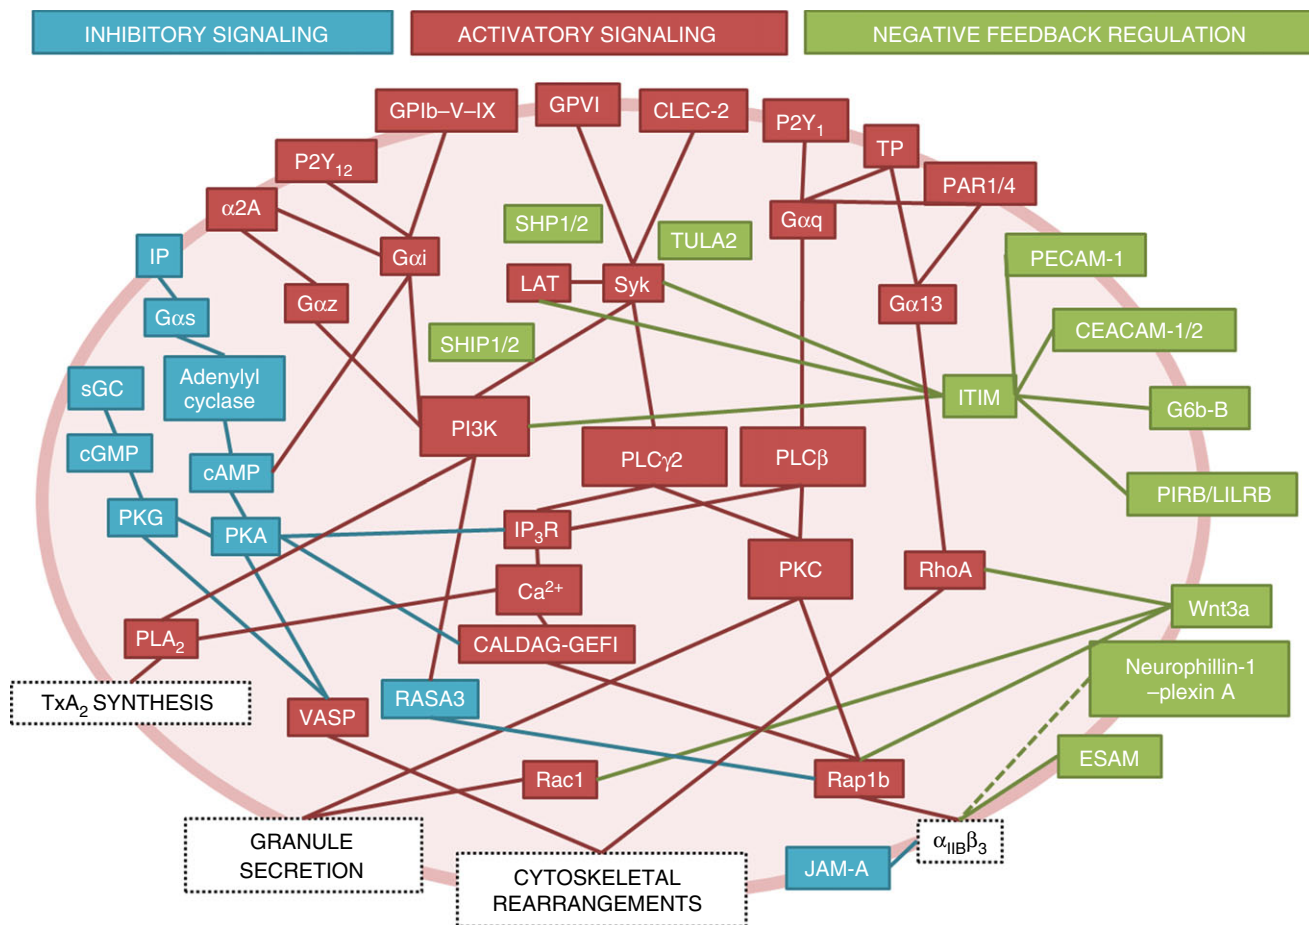 INHIBITORY SIGNALING
ACTIVATORY SIGNALING
NEGATIVE FEEDBACK REGULATION
GPIb–V–IX
GPVI
CLEC-2
P2Y1
TP
P2Y12
PAR1/4
α2A
SHP1/2
Gαq
TULA2
IP
Gαi
PECAM-1
LAT
Syk
Gαz
Gα13
Gαs
CEACAM-1/2
SHIP1/2
sGC
Adenylyl
cyclase
ITIM
G6b-B
PI3K
cGMP
cAMP
PLCγ2
PLCβ
PIRB/LILRB
PKG
PKA
IP3R
PKC
RhoA
Ca2+
Wnt3a
PLA2
CALDAG-GEFI
Neurophillin-1
–plexin A
TxA2 SYNTHESIS
VASP
RASA3
ESAM
Rac1
Rap1b
GRANULE
SECRETION
αIIBβ3
JAM-A
CYTOSKELETAL
REARRANGEMENTS